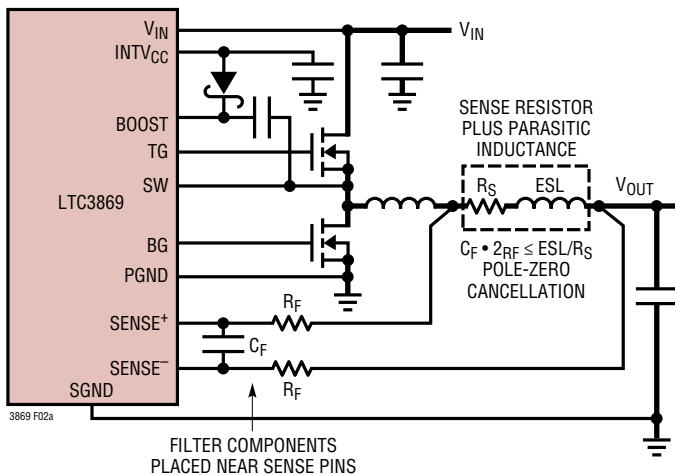 V_IN
V_IN
INTV_CC
SENSE RESISTOR
PLUS PARASITIC
INDUCTANCE
BOOST
TG
R_S
ESL
V_OUT
SW
LTC3869
BG
C_F • 2_RF ≤ ESL/R_S
POLE-ZERO
CANCELLATION
PGND
R_F
SENSE⁺
C_F
SENSE⁻
R_F
SGND
3869 F02a
FILTER COMPONENTS
PLACED NEAR SENSE PINS